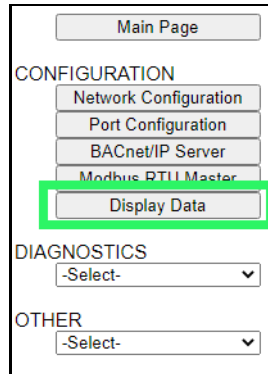 Main Page
CONFIGURATION
Network Configuration
Port Configuration
BACnet/IP Server
Modbus RTU Master
Display Data
DIAGNOSTICS
-Select-
OTHER
-Select-